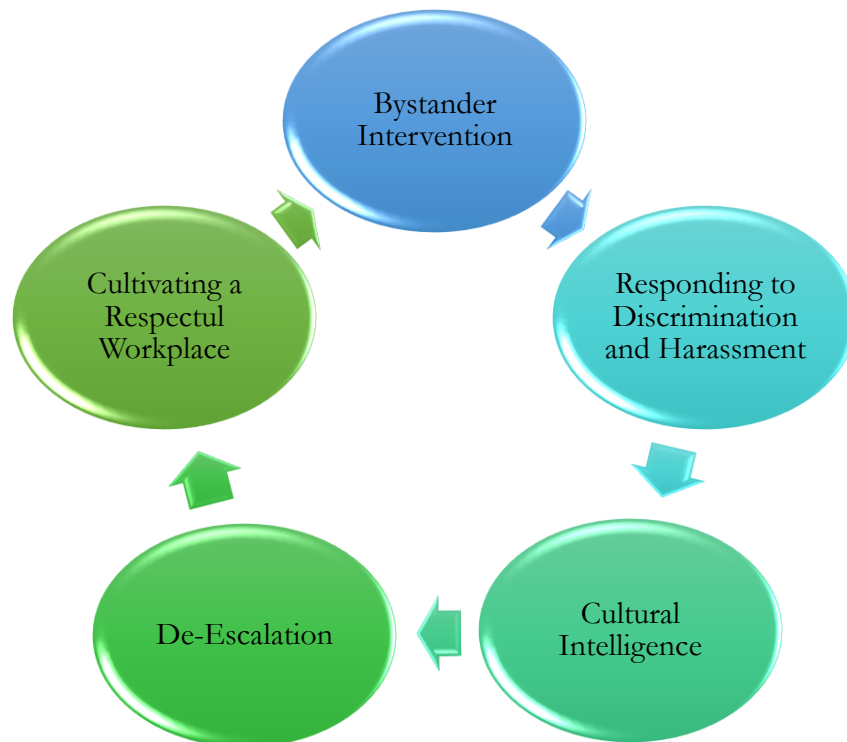 Bystander
Intervention
Responding to
Discrimination
and Harassment
Cultural
Intelligence
De-Escalation
Cultivating a
Respectul
Workplace